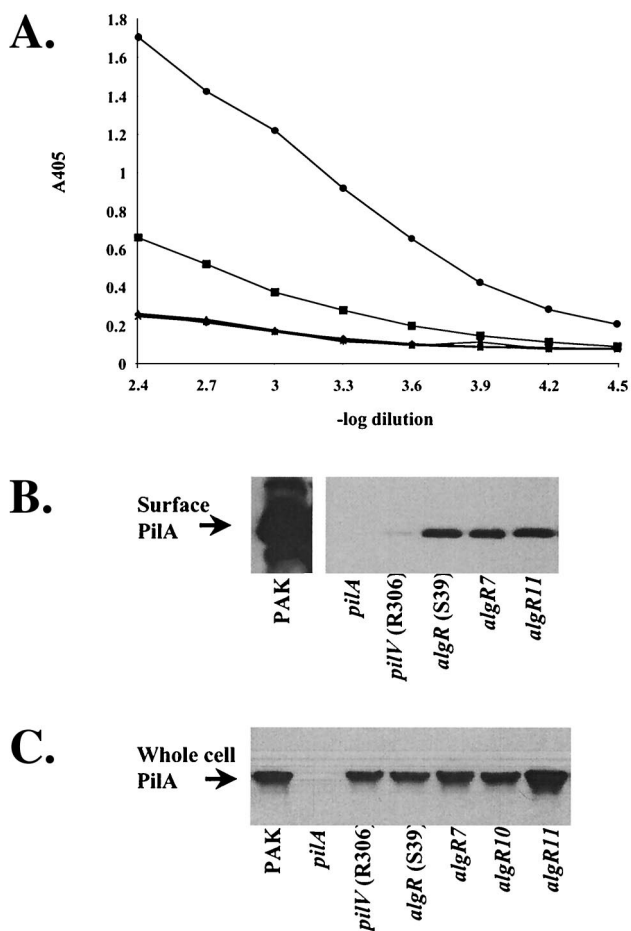 A.
1.8
1.6
1.4
1.2
1
0.8
0.6
0.4
0.2
0
A405
2.4 2.7 3 3.3 3.6 3.9 4.2 4.5
-log dilution
B.
Surface
PilA
PAK
pilA
pilV (R306)
algR (S39)
algR7
algR11
C.
Whole cell
PilA
PAK
pilA
pilV (R306)
algR (S39)
algR7
algR10
algR11